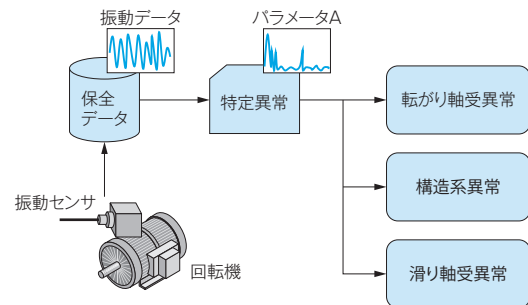 振動データ
パラメータA
保全
データ
特定異常
転がり軸受異常
構造系異常
滑り軸受異常
振動センサ
回転機